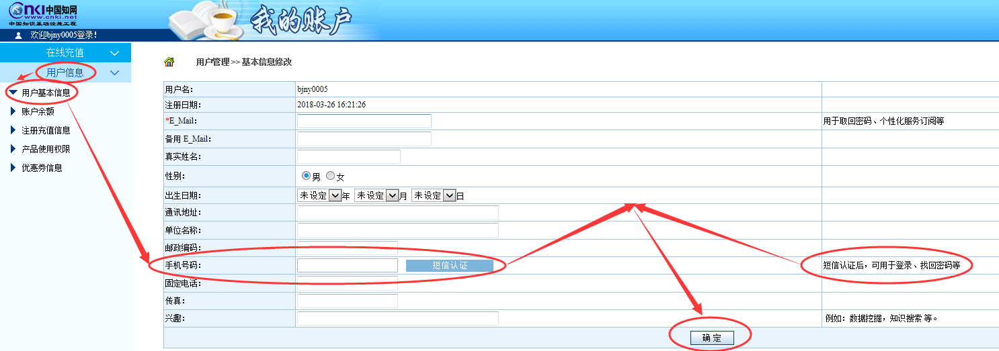 cnki 中国知网
www.cnki.net
中国知识基础设施工程
我的账户
欢迎bjny0005登录!
在线充值
用户信息
用户基本信息
账户余额
注册充值信息
产品使用权限
优惠券信息
用户管理 >> 基本信息修改
用户名： bjny0005
注册日期： 2018-03-26 16:21:26
*E_Mail： 用于取回密码、个性化服务订阅等
备用 E_Mail：
真实姓名：
性别： 男 女
出生日期： 未设定 年 未设定 月 未设定 日
通讯地址：
单位名称：
邮政编码：
手机号码： 短信认证 短信认证后，可用于登录、找回密码等
固定电话：
传真：
兴趣： 例如：数据挖掘，知识搜索 等。
确 定